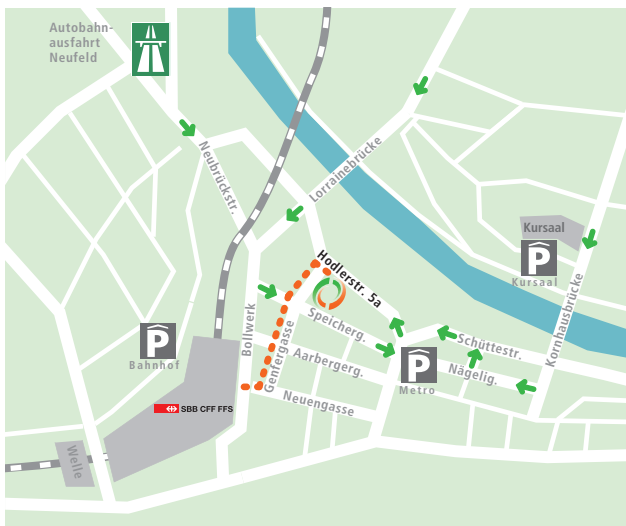 Autobahn-
ausfahrt
Neufeld
Neubrückstr.
Lorrainebrücke
Kursaal
P
Kursaal
Hodlerstr. 5a
Kornhausbrücke
Bollwerk
Genfergasse
Speicherg.
Schüttestr.
P
Bahnhof
Aarbergerg.
P
Metro
Nägelig.
SBB CFF FFS
Neuengasse
Welle